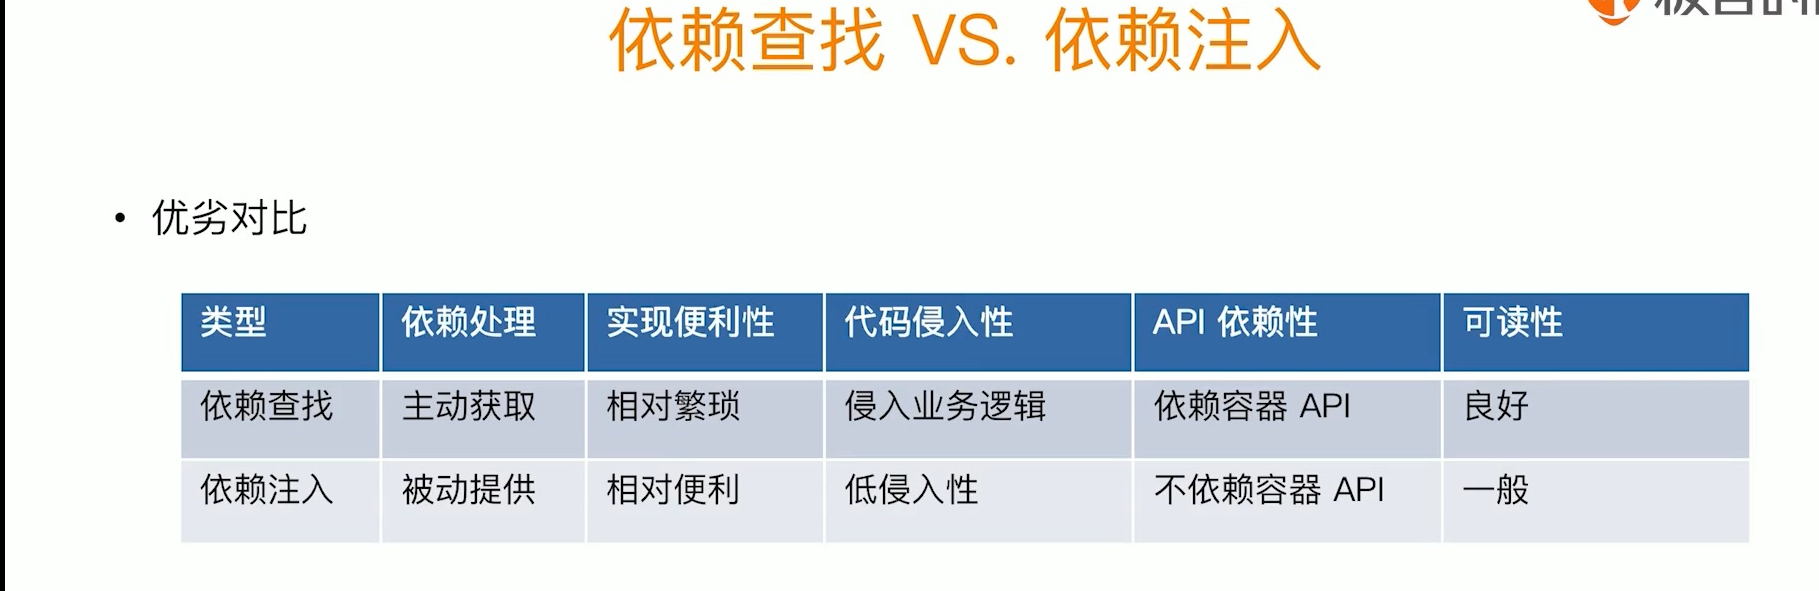 依赖查找 VS. 依赖注入
• 优劣对比
类型 依赖处理 实现便利性 代码侵入性 API 依赖性 可读性
依赖查找 主动获取 相对繁琐 侵入业务逻辑 依赖容器 API 良好
依赖注入 被动提供 相对便利 低侵入性 不依赖容器 API 一般